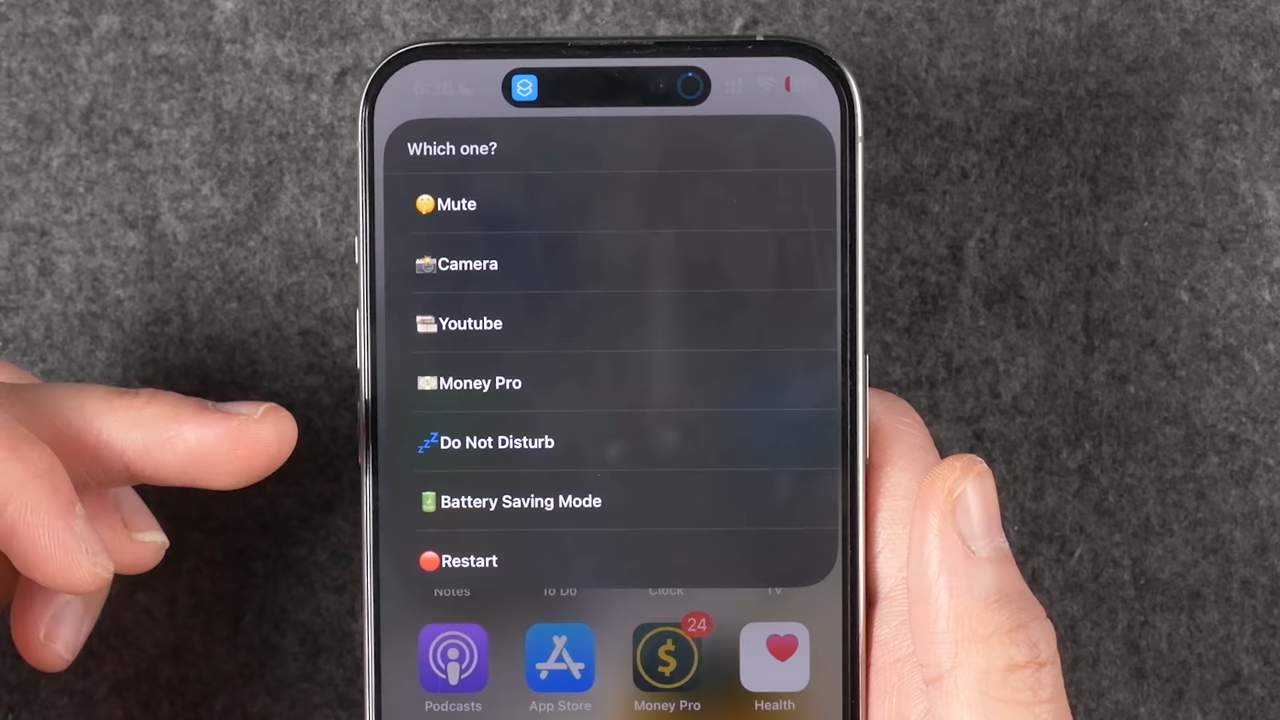 Which one?
🤫Mute
📸Camera
Youtube
💵Money Pro
💤Do Not Disturb
🔋Battery Saving Mode
🔴Restart
Notes To Do Clock TV
24
Podcasts App Store Money Pro Health